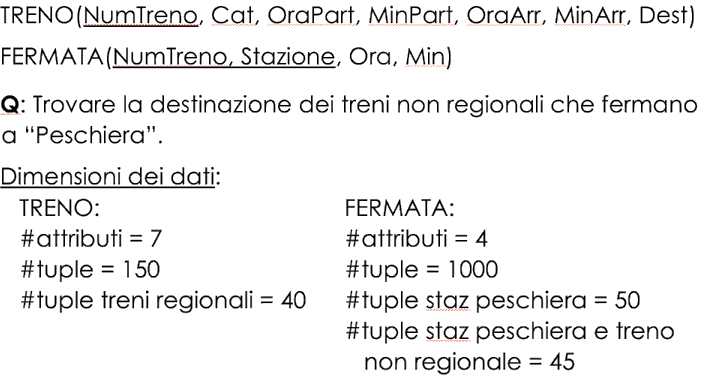 TRENO(NumTreno, Cat, OraPart, MinPart, OraArr, MinArr, Dest)
FERMATA(NumTreno, Stazione, Ora, Min)
Q: Trovare la destinazione dei treni non regionali che fermano
a “Peschiera”.
Dimensioni dei dati:
TRENO:
#attributi = 7
#tuple = 150
#tuple treni regionali = 40
FERMATA:
#attributi = 4
#tuple = 1000
#tuple staz peschiera = 50
#tuple staz peschiera e treno
non regionale = 45